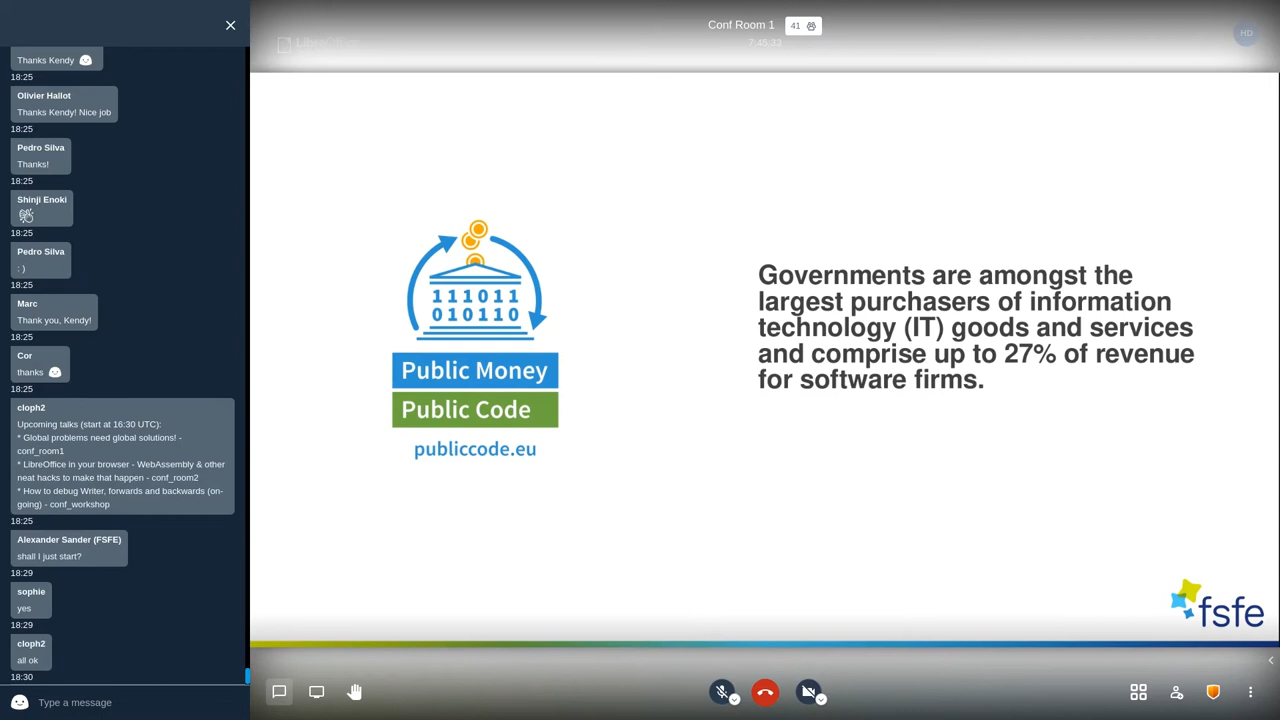 Thanks Kendy
18:25
Olivier Hallot
Thanks Kendy! Nice job
18:25
Pedro Silva
Thanks!
18:25
Shinji Enoki
18:25
Pedro Silva
: )
18:25
Marc
Thank you, Kendy!
18:25
Cor
thanks
18:25
cloph2
Upcoming talks (start at 16:30 UTC):
* Global problems need global solutions! -
conf_room1
* LibreOffice in your browser - WebAssembly & other
neat hacks to make that happen - conf_room2
* How to debug Writer, forwards and backwards (on-
going) - conf_workshop
18:25
Alexander Sander (FSFE)
shall I just start?
18:29
sophie
yes
18:29
cloph2
all ok
18:30
Type a message
Conf Room 1
41
7:45:33
HD
111011
010110
Public Money
Public Code
publiccode.eu
Governments are amongst the
largest purchasers of information
technology (IT) goods and services
and comprise up to 27% of revenue
for software firms.
fsfe